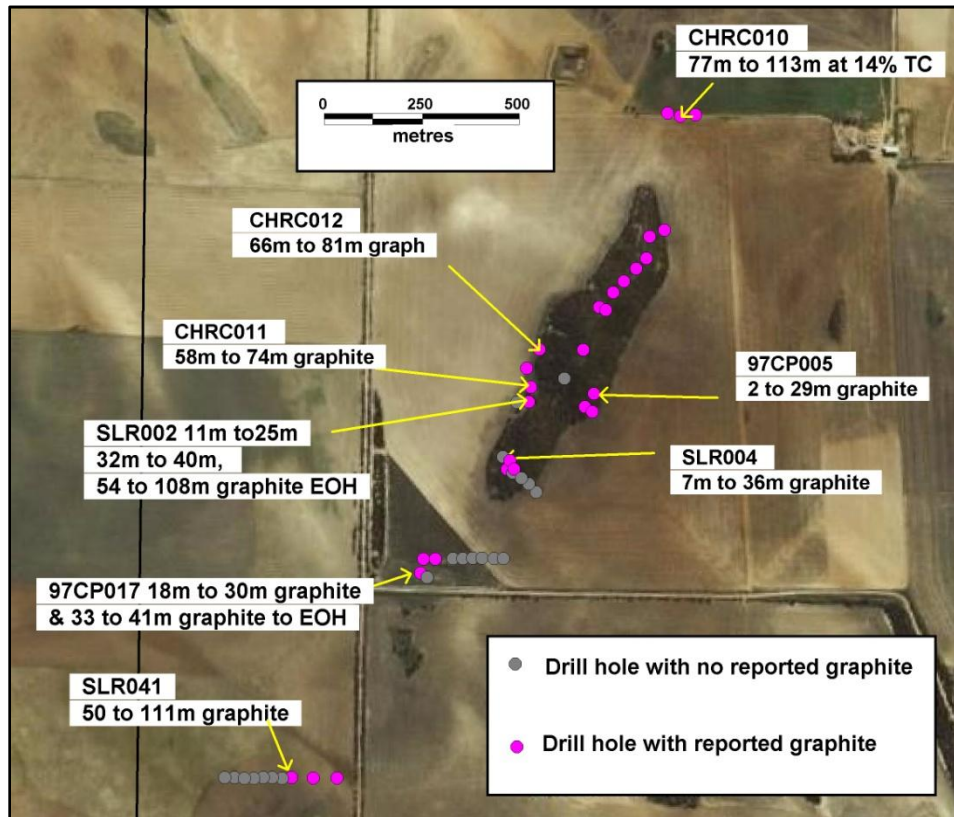 CHRC010
77m to 113m at 14% TC
0 250 500
metres
CHRC012
66m to 81m graph
CHRC011
58m to 74m graphite
97CP005
2 to 29m graphite
SLR002 11m to25m
32m to 40m,
54 to 108m graphite EOH
SLR004
7m to 36m graphite
97CP017 18m to 30m graphite
& 33 to 41m graphite to EOH
SLR041
50 to 111m graphite
Drill hole with no reported graphite
Drill hole with reported graphite